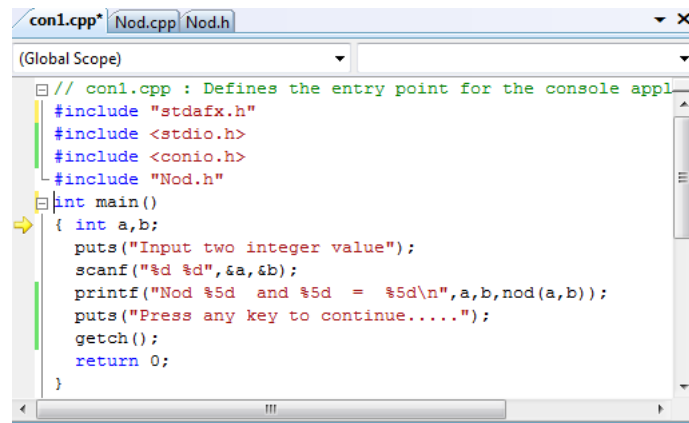 con1.cpp* Nod.cpp Nod.h
(Global Scope)
// con1.cpp : Defines the entry point for the console appl
#include "stdafx.h"
#include <stdio.h>
#include <conio.h>
#include "Nod.h"
int main()
{ int a,b;
puts("Input two integer value");
scanf("%d %d",&a,&b);
printf("Nod %5d  and %5d  =  %5d\n",a,b,nod(a,b));
puts("Press any key to continue.....");
getch();
return 0;
}